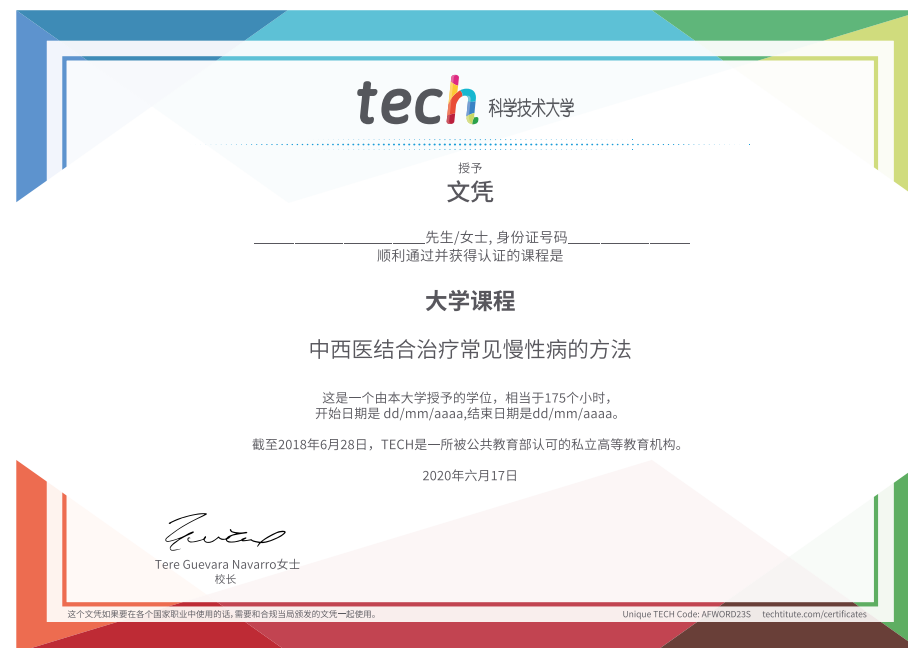 tech 科学技术大学
授予
文凭
先生/女士, 身份证号码
顺利通过并获得认证的课程是
大学课程
中西医结合治疗常见慢性病的方法
这是一个由本大学授予的学位，相当于175个小时，
开始日期是 dd/mm/aaaa,结束日期是dd/mm/aaaa。
截至2018年6月28日，TECH是一所被公共教育部认可的私立高等教育机构。
2020年六月17日
Tere Guevara Navarro女士
校长
这个文凭如果要在各个国家职业中使用的话,需要和合规当局颁发的文凭一起使用。 Unique TECH Code: AFWORD23S techtitute.com/certificates